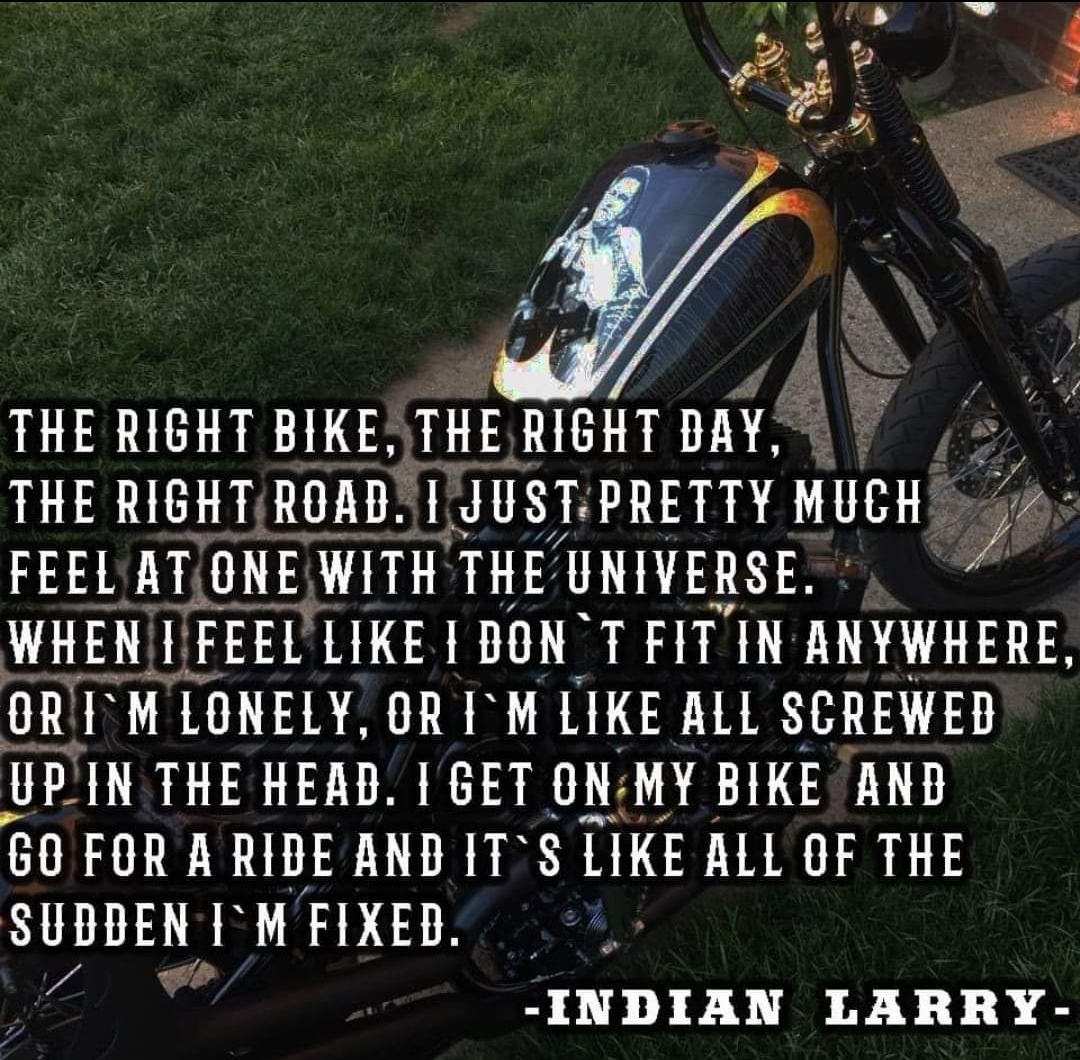 THE RIGHT BIKE, THE RIGHT DAY,
THE RIGHT ROAD. I JUST PRETTY MUCH
FEEL AT ONE WITH THE UNIVERSE.
WHEN I FEEL LIKE I DON`T FIT IN ANYWHERE,
OR I`M LONELY, OR I`M LIKE ALL SCREWED
UP IN THE HEAD. I GET ON MY BIKE AND
GO FOR A RIDE AND IT`S LIKE ALL OF THE
SUDDEN I`M FIXED.
-INDIAN LARRY-